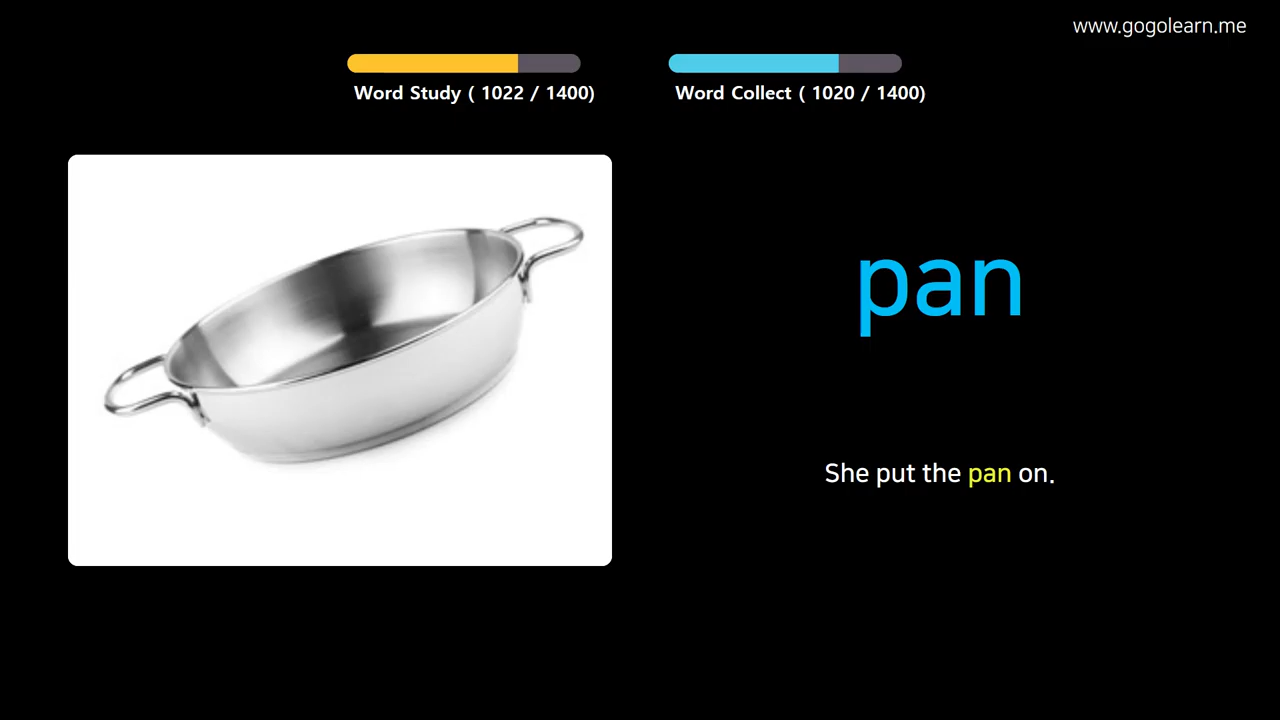 www.gogolearn.me
Word Study ( 1022 / 1400)
Word Collect ( 1020 / 1400)
pan
She put the pan on.